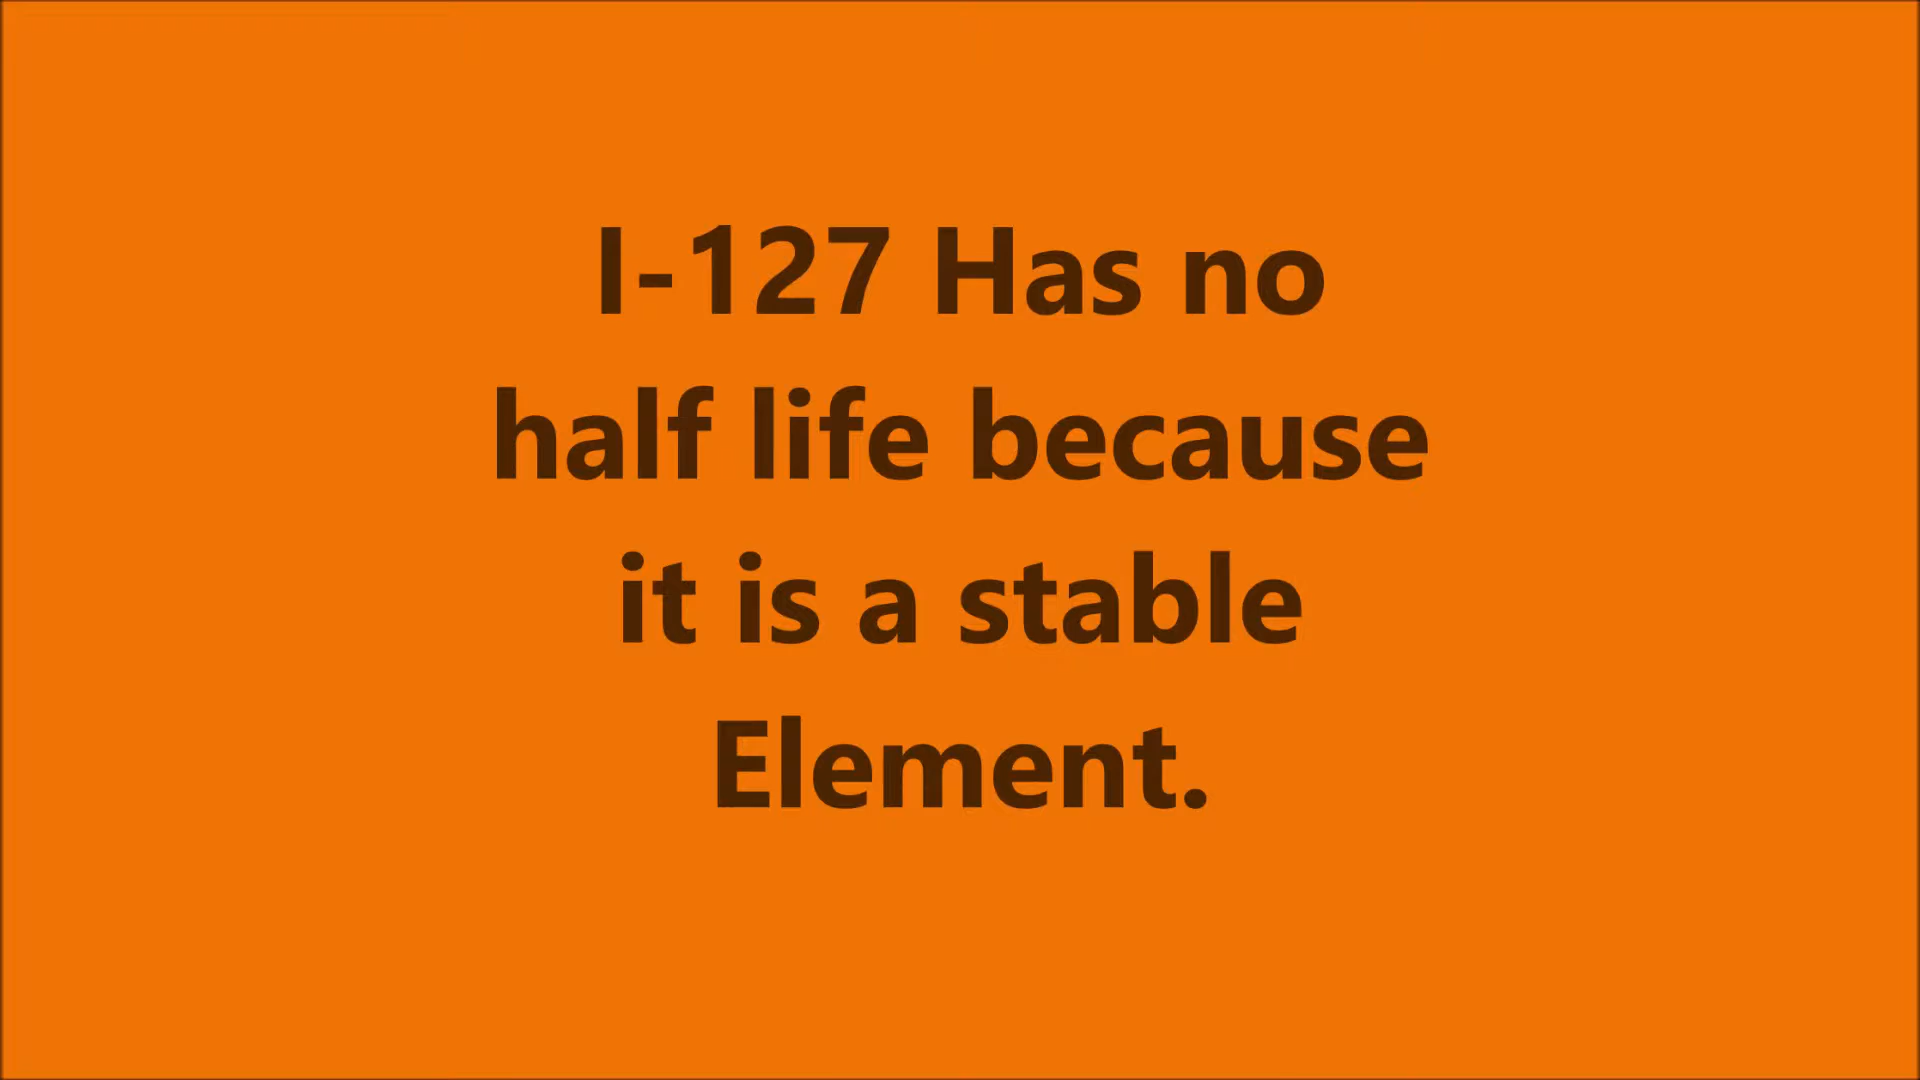 I-127 Has no
half life because
it is a stable
Element.